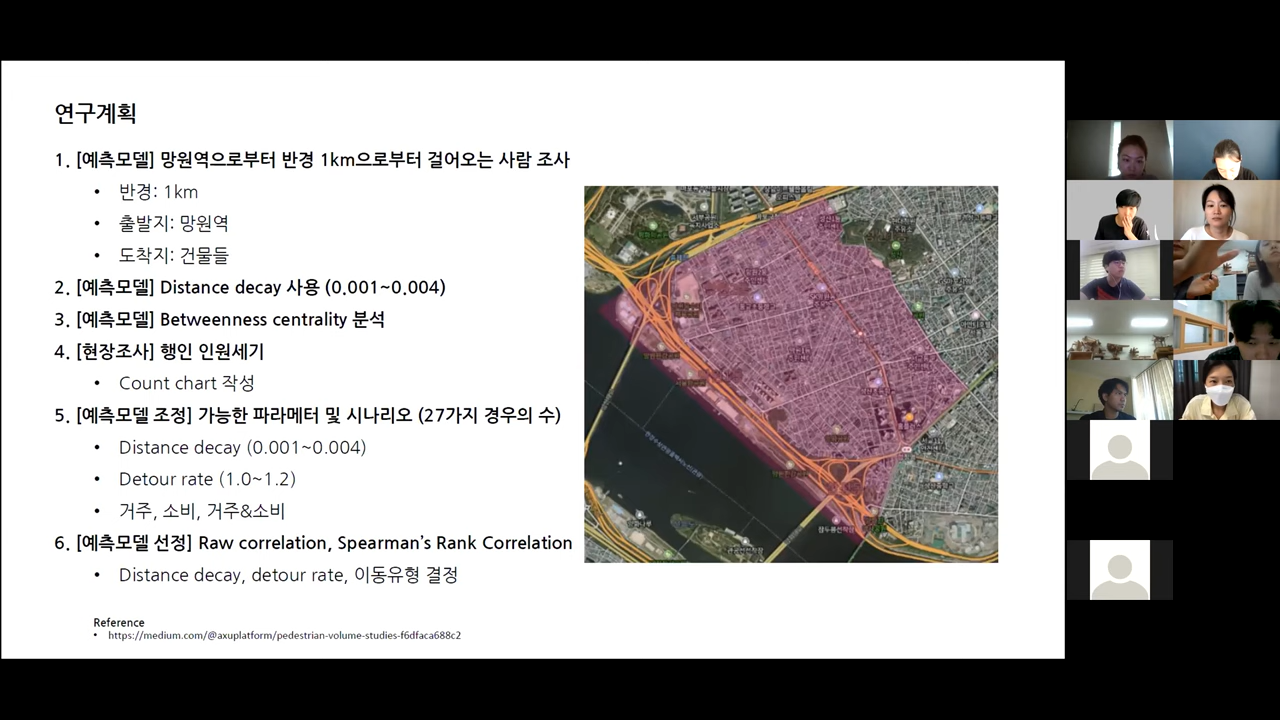 연구계획
1. [예측모델] 망원역으로부터 반경 1km으로부터 걸어오는 사람 조사
• 반경: 1km
• 출발지: 망원역
• 도착지: 건물들
2. [예측모델] Distance decay 사용 (0.001~0.004)
3. [예측모델] Betweenness centrality 분석
4. [현장조사] 행인 인원세기
• Count chart 작성
5. [예측모델 조정] 가능한 파라메터 및 시나리오 (27가지 경우의 수)
• Distance decay (0.001~0.004)
• Detour rate (1.0~1.2)
• 거주, 소비, 거주&소비
6. [예측모델 선정] Raw correlation, Spearman’s Rank Correlation
• Distance decay, detour rate, 이동유형 결정
Reference
• https://medium.com/@axuplatform/pedestrian-volume-studies-f6dfaca688c2